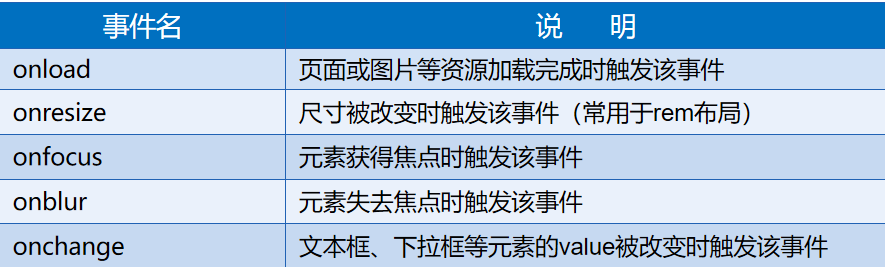 事件名 说 明
onload 页面或图片等资源加载完成时触发该事件
onresize 尺寸被改变时触发该事件（常用于rem布局）
onfocus 元素获得焦点时触发该事件
onblur 元素失去焦点时触发该事件
onchange 文本框、下拉框等元素的value被改变时触发该事件